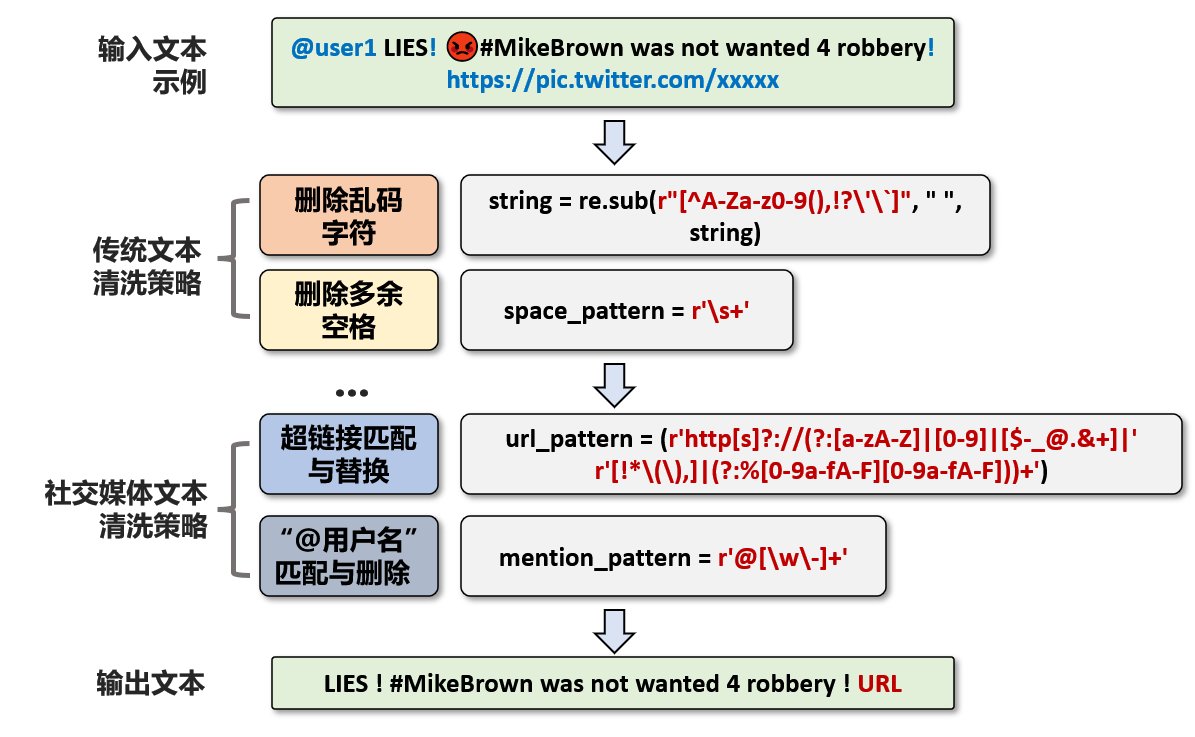 输入文本
示例
@user1 LIES! 😡#MikeBrown was not wanted 4 robbery!
https://pic.twitter.com/xxxxx
传统文本
清洗策略
删除乱码
字符
string = re.sub(r"[^A-Za-z0-9(),!?\'\`]", " ",
string)
删除多余
空格
space_pattern = r'\s+'
...
社交媒体文本
清洗策略
超链接匹配
与替换
url_pattern = (r'http[s]?://(?:[a-zA-Z]|[0-9]|[$-_@.&+]|'
r'[!*\(\),]|(?:%[0-9a-fA-F][0-9a-fA-F]))+')
“@用户名”
匹配与删除
mention_pattern = r'@[\w\-]+'
输出文本
LIES ! #MikeBrown was not wanted 4 robbery ! URL